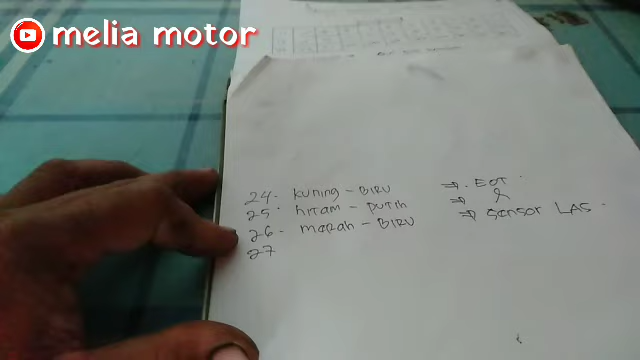 melia motor
24. Kuning - BIRU ⇒. EOT.
25. HITam - PUTIH ⇒ &
26. - merah - BIRU ⇒ sensor LAS.
27